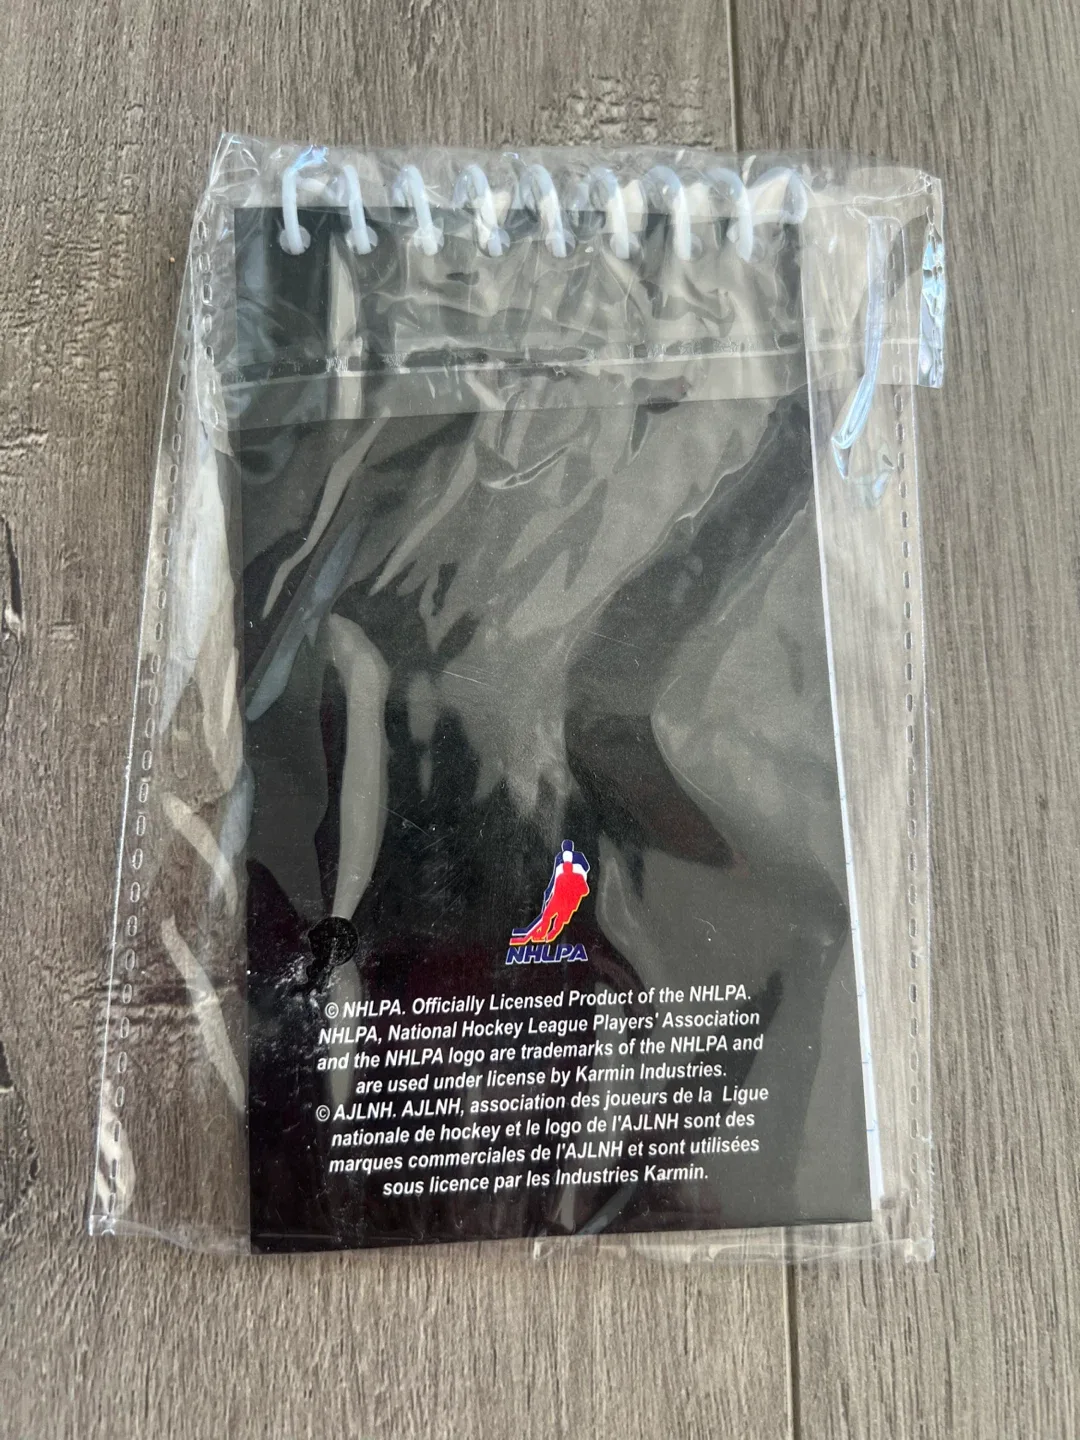 NHLPA
© NHLPA. Officially Licensed Product of the NHLPA.
NHLPA, National Hockey League Players' Association
and the NHLPA logo are trademarks of the NHLPA and
are used under license by Karmin Industries.
© AJLNH. AJLNH, association des joueurs de la Ligue
nationale de hockey et le logo de l'AJLNH sont des
marques commerciales de l'AJLNH et sont utilisées
sous licence par les Industries Karmin.